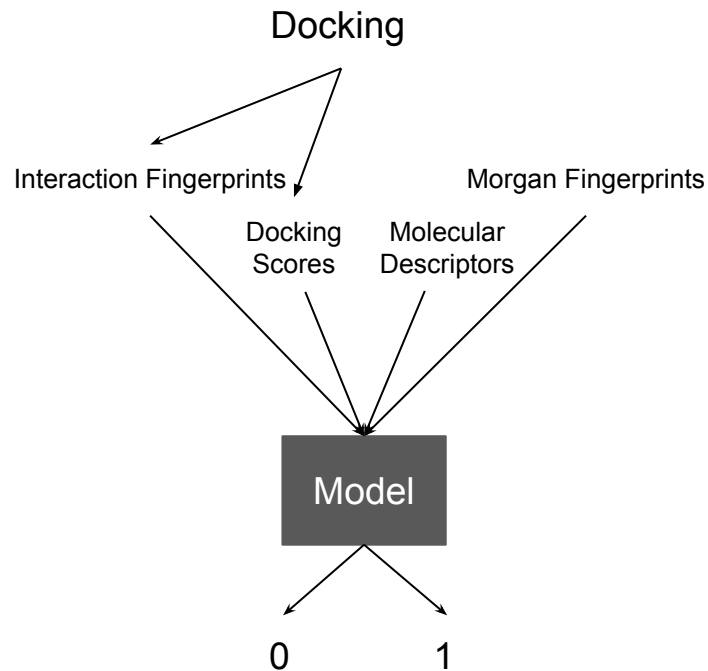 Docking
Interaction Fingerprints
Morgan Fingerprints
Docking
Scores
Molecular
Descriptors
Model
0
1